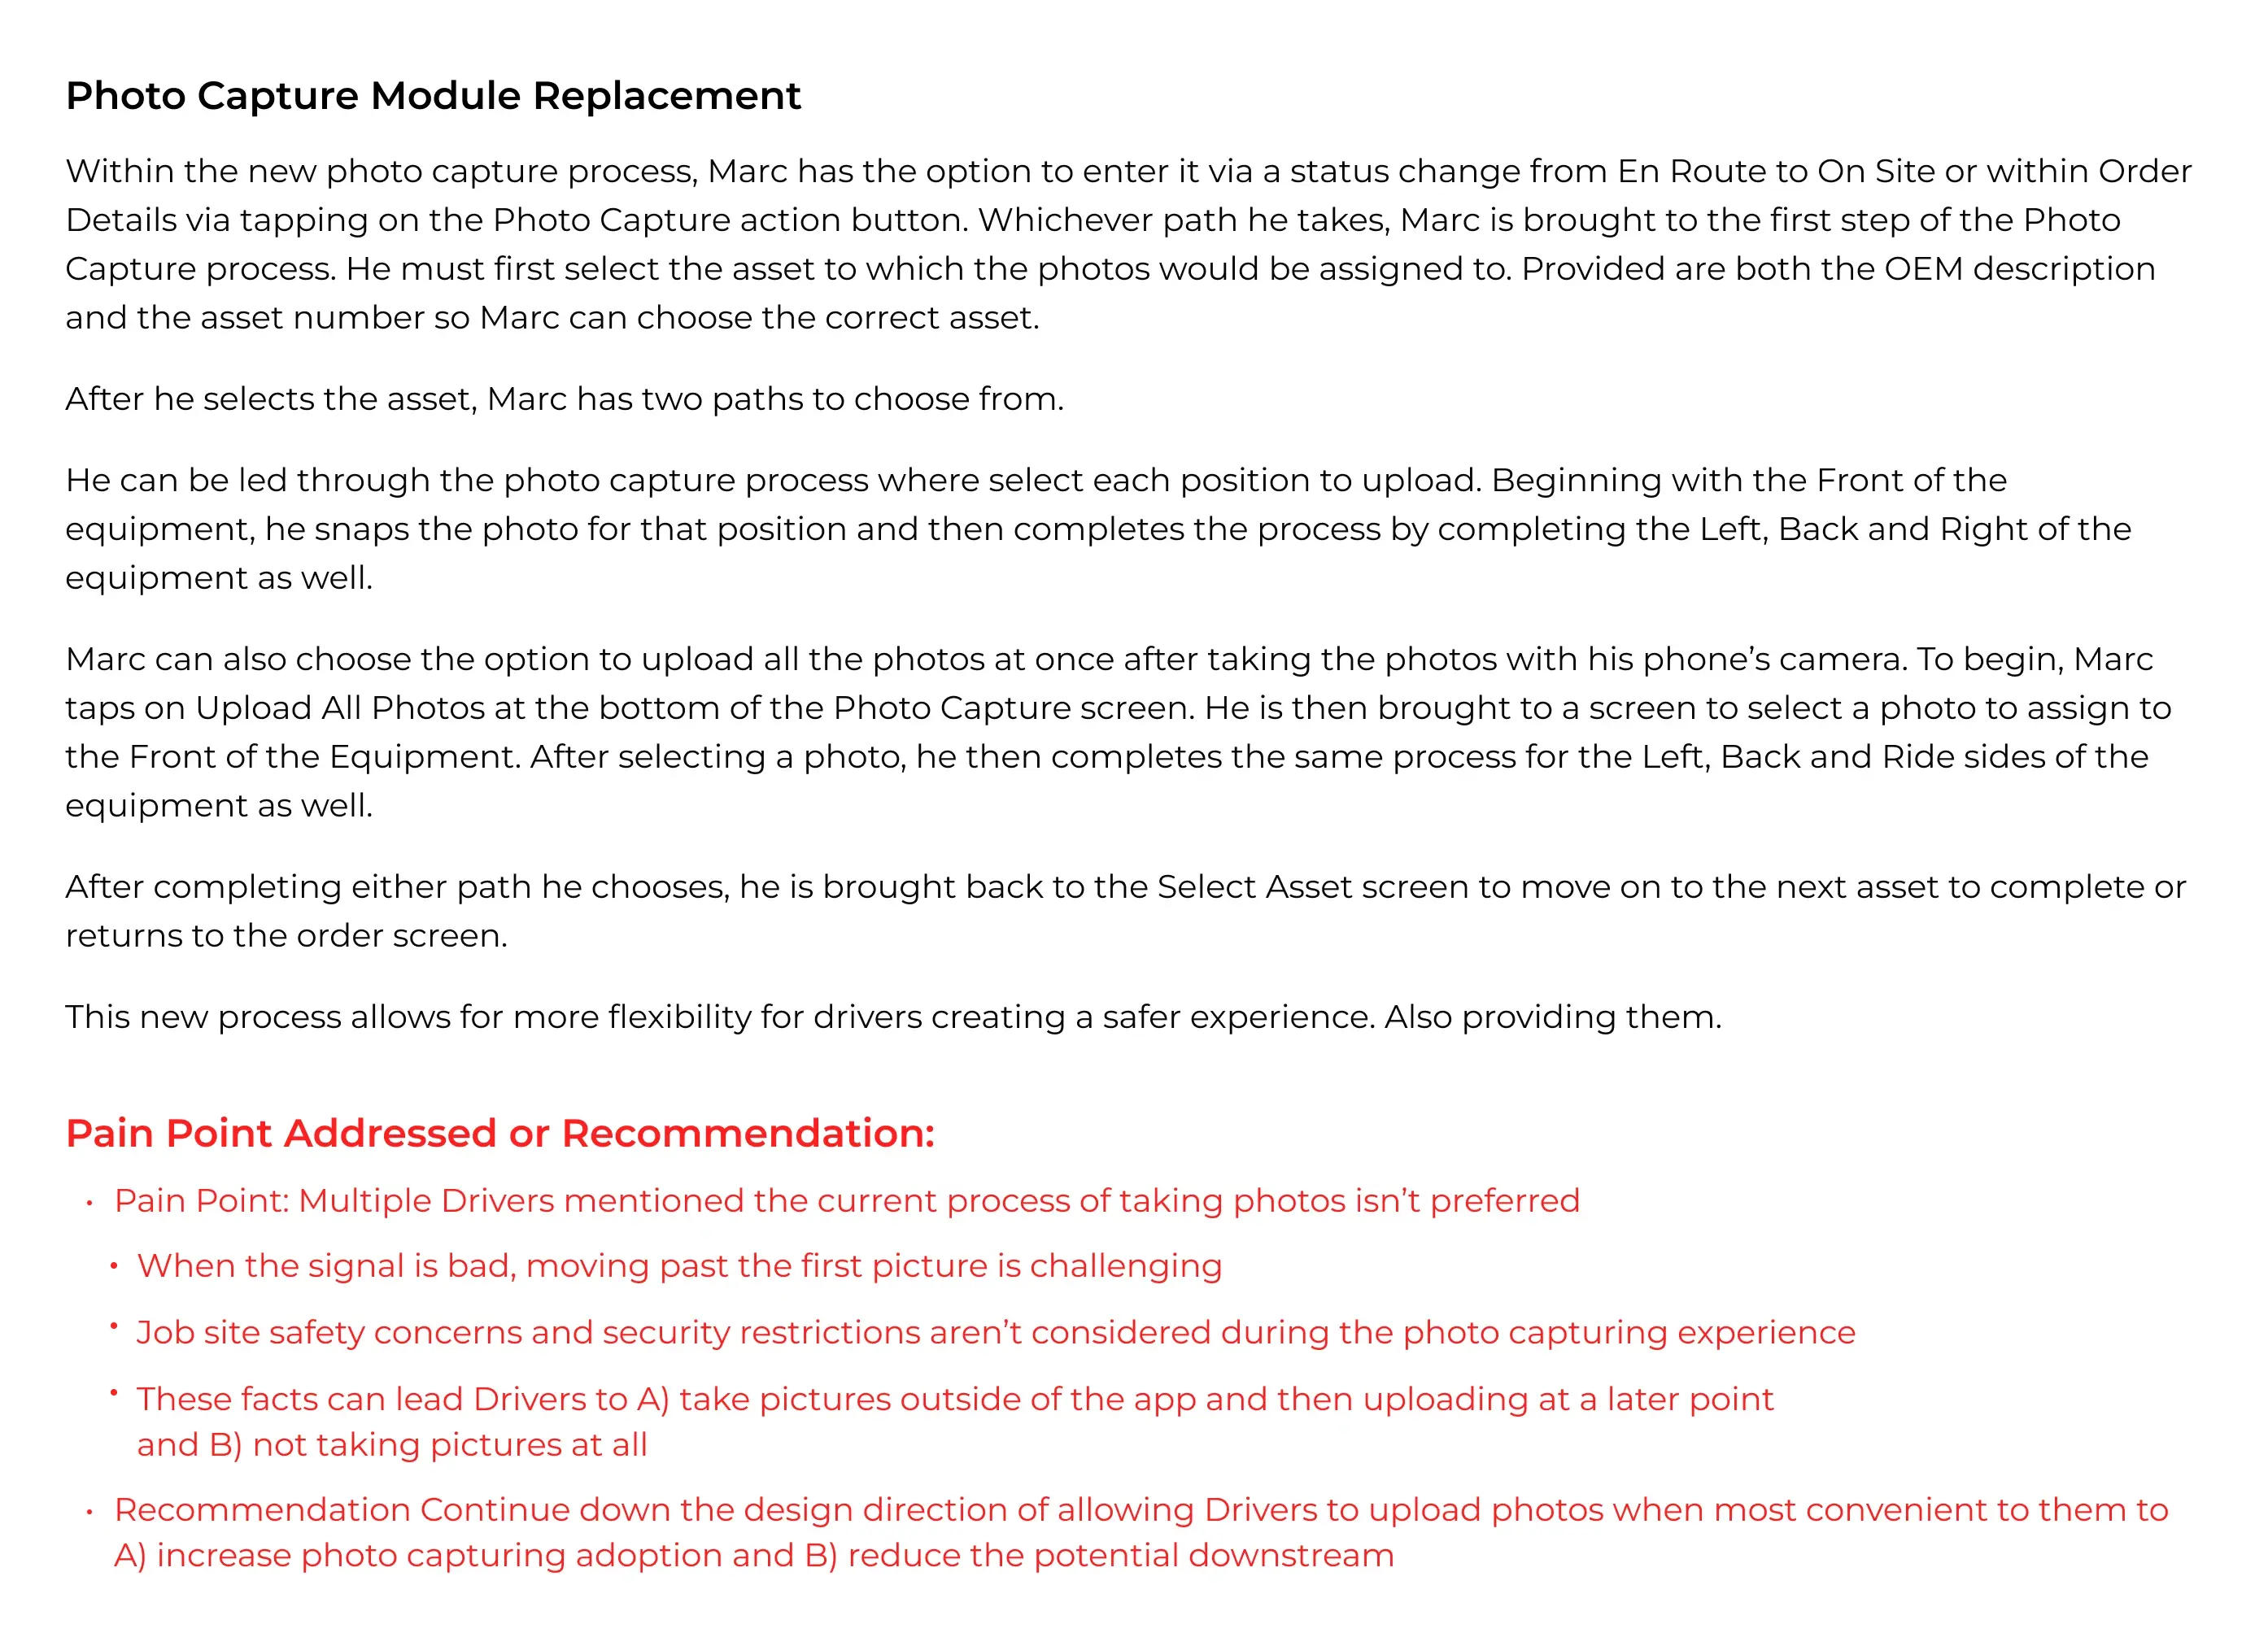 Photo Capture Module Replacement
Within the new photo capture process, Marc has the option to enter it via a status change from En Route to On Site or within Order
Details via tapping on the Photo Capture action button. Whichever path he takes, Marc is brought to the first step of the Photo
Capture process. He must first select the asset to which the photos would be assigned to. Provided are both the OEM description
and the asset number so Marc can choose the correct asset.
After he selects the asset, Marc has two paths to choose from.
He can be led through the photo capture process where select each position to upload. Beginning with the Front of the
equipment, he snaps the photo for that position and then completes the process by completing the Left, Back and Right of the
equipment as well.
Marc can also choose the option to upload all the photos at once after taking the photos with his phone’s camera. To begin, Marc
taps on Upload All Photos at the bottom of the Photo Capture screen. He is then brought to a screen to select a photo to assign to
the Front of the Equipment. After selecting a photo, he then completes the same process for the Left, Back and Ride sides of the
equipment as well.
After completing either path he chooses, he is brought back to the Select Asset screen to move on to the next asset to complete or
returns to the order screen.
This new process allows for more flexibility for drivers creating a safer experience. Also providing them.
Pain Point Addressed or Recommendation:
• Pain Point: Multiple Drivers mentioned the current process of taking photos isn’t preferred
• When the signal is bad, moving past the first picture is challenging
• Job site safety concerns and security restrictions aren’t considered during the photo capturing experience
• These facts can lead Drivers to A) take pictures outside of the app and then uploading at a later point
and B) not taking pictures at all
• Recommendation Continue down the design direction of allowing Drivers to upload photos when most convenient to them to
A) increase photo capturing adoption and B) reduce the potential downstream